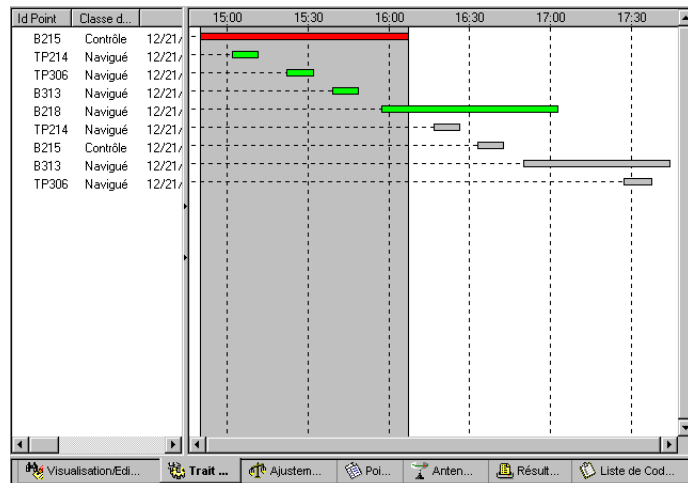 Id Point Classe d... 15:00 15:30 16:00 16:30 17:00 17:30
B215 Contrôle 12/21/
TP214 Navigué 12/21/
TP306 Navigué 12/21/
B313 Navigué 12/21/
B218 Navigué 12/21/
TP214 Navigué 12/21/
B215 Contrôle 12/21/
B313 Navigué 12/21/
TP306 Navigué 12/21/
Visualisation/Edi... Trait ... Ajustem... Poi... Anten... Résult... Liste de Cod...